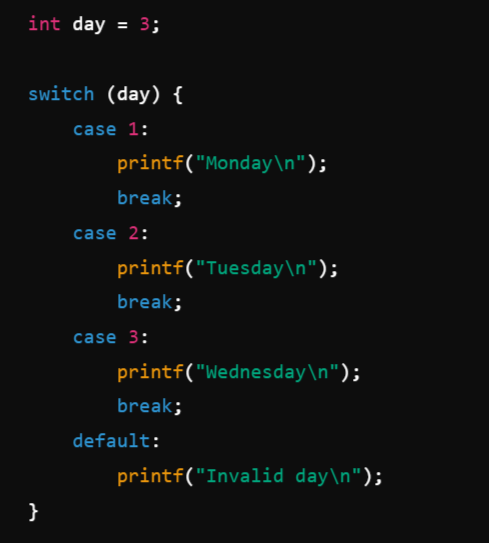 int day = 3;

switch (day) {
    case 1:
        printf("Monday\n");
        break;
    case 2:
        printf("Tuesday\n");
        break;
    case 3:
        printf("Wednesday\n");
        break;
    default:
        printf("Invalid day\n");
}